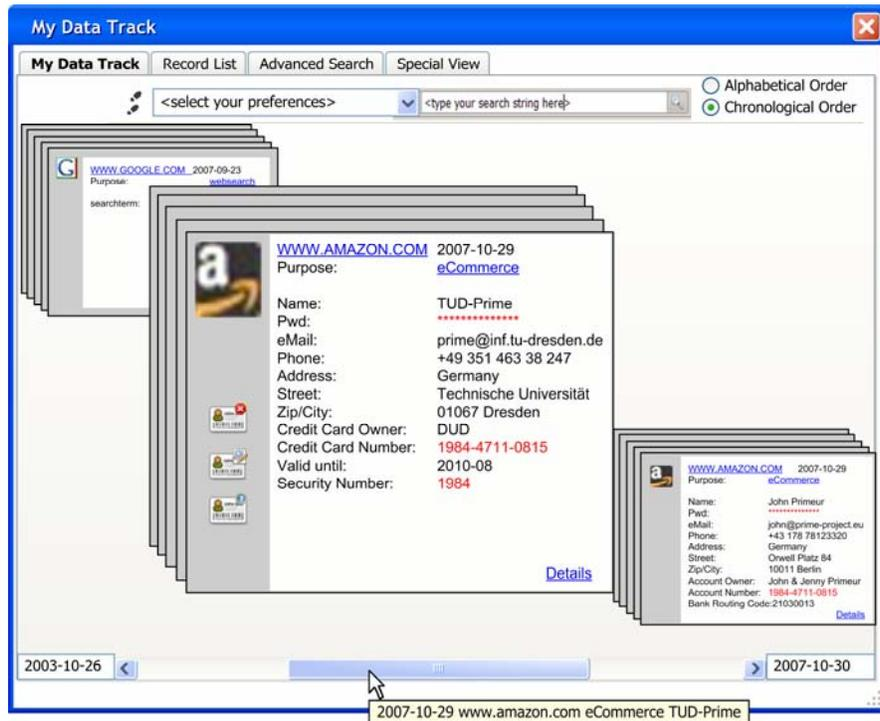 My Data Track
My Data Track Record List Advanced Search Special View
<select your preferences> <type your search string here>
Alphabetical Order
Chronological Order
G
WWW.GOOGLE.COM 2007-09-23
Purpose: websearch
searchterm:
a
WWW.AMAZON.COM 2007-10-29
Purpose: eCommerce
Name: TUD-Prime
Pwd: **************
eMail: prime@inf.tu-dresden.de
Phone: +49 351 463 38 247
Address: Germany
Street: Technische Universität
Zip/City: 01067 Dresden
Credit Card Owner: DUD
Credit Card Number: 1984-4711-0815
Valid until: 2010-08
Security Number: 1984
Details
a
WWW.AMAZON.COM 2007-10-29
Purpose: eCommerce
Name: John Primeur
Pwd: **************
eMail: john@prime-project.eu
Phone: +43 178 78123320
Address: Germany
Street: Orwell Platz 84
Zip/City: 10011 Berlin
Account Owner: John & Jenny Primeur
Account Number: 1984-4711-0815
Bank Routing Code:21030013
Details
2003-10-26 2007-10-30
2007-10-29 www.amazon.com eCommerce TUD-Prime